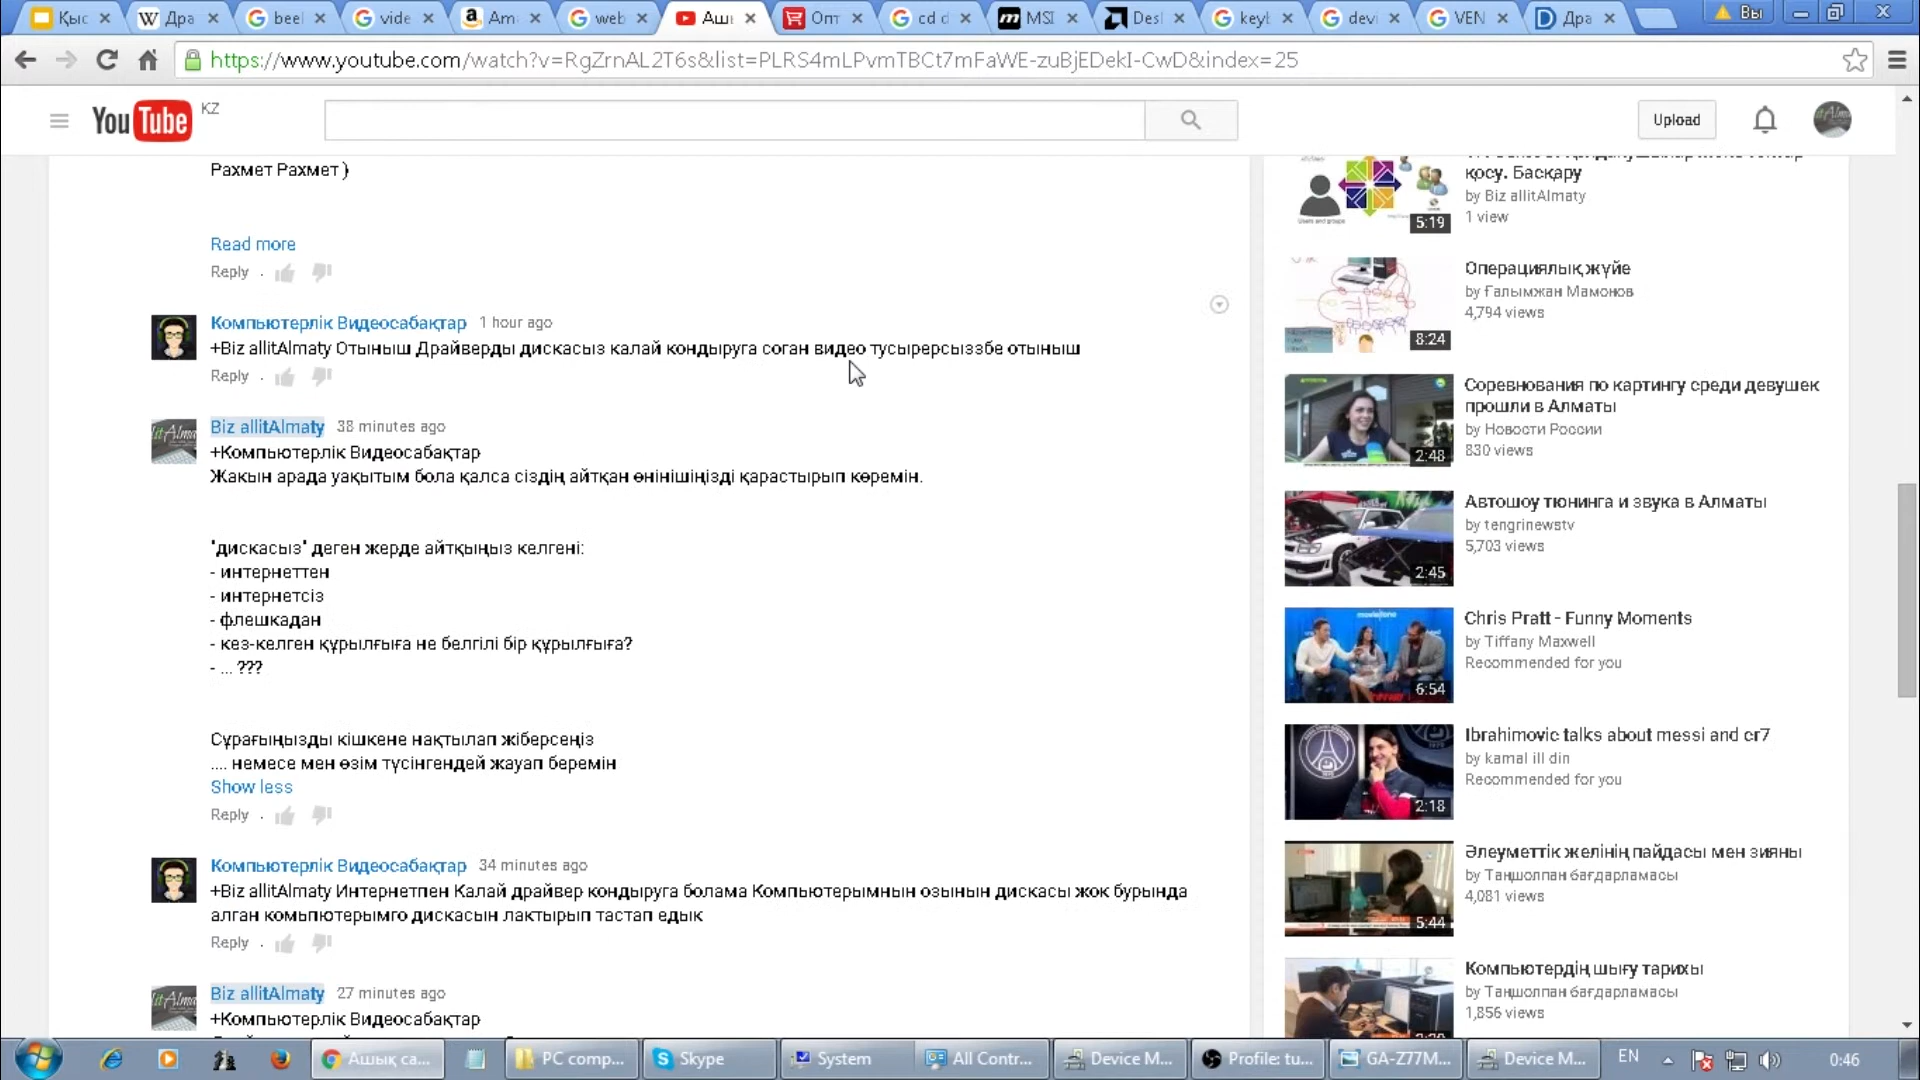 Қыс
Дра
beel
vide
Am
web
Аш
Опт
cd d
MSI
Des
keyl
devi
VEN
Дра
Вы
https://www.youtube.com/watch?v=RgZrnAL2T6s&list=PLRS4mLPvmTBCt7mFaWE-zuBjEDekI-CwD&index=25
YouTube KZ
Upload
Рахмет Рахмет )
Read more
Reply .
Компьютерлік Видеосабақтар 1 hour ago
+Biz allitAlmaty Отыныш Драйверды дискасыз калай кондыруга соган видео тусырерсыззбе отыныш
Reply .
Biz allitAlmaty 38 minutes ago
+Компьютерлік Видеосабақтар
Жакын арада уақытым бола қалса сіздің айтқан өнінішіңізді қарастырып көремін.
"дискасыз" деген жерде айтқыңыз келгені:
- интернеттен
- интернетсіз
- флешкадан
- кез-келген құрылғыға не белгілі бір құрылғыға?
- ... ???
Сұрағыңызды кішкене нақтылап жіберсеңіз
.... немесе мен өзім түсінгендей жауап беремін
Show less
Reply .
Компьютерлік Видеосабақтар 34 minutes ago
+Biz allitAlmaty Интернетпен Калай драйвер кондыруга болама Компьютерымнын озынын дискасы жок бурында
алган комьпютерымго дискасын лактырып тастап едык
Reply .
Biz allitAlmaty 27 minutes ago
+Компьютерлік Видеосабақтар
қосу. Басқару
by Biz allitAlmaty
1 view
5:19
Операциялық жүйе
by Ғалымжан Мамонов
4,794 views
8:24
Соревнования по картингу среди девушек
прошли в Алматы
by Новости России
830 views
2:48
Автошоу тюнинга и звука в Алматы
by tengrinewstv
5,703 views
2:45
Chris Pratt - Funny Moments
by Tiffany Maxwell
Recommended for you
6:54
Ibrahimovic talks about messi and cr7
by kamal ill din
Recommended for you
2:18
Әлеуметтік желінің пайдасы мен зияны
by Таңшолпан бағдарламасы
4,081 views
5:44
Компьютердің шығу тарихы
by Таңшолпан бағдарламасы
1,856 views
Ашық са...
PC comp...
Skype
System
All Contr...
Device M...
Profile: tu...
GA-Z77M...
Device M...
EN
0:46